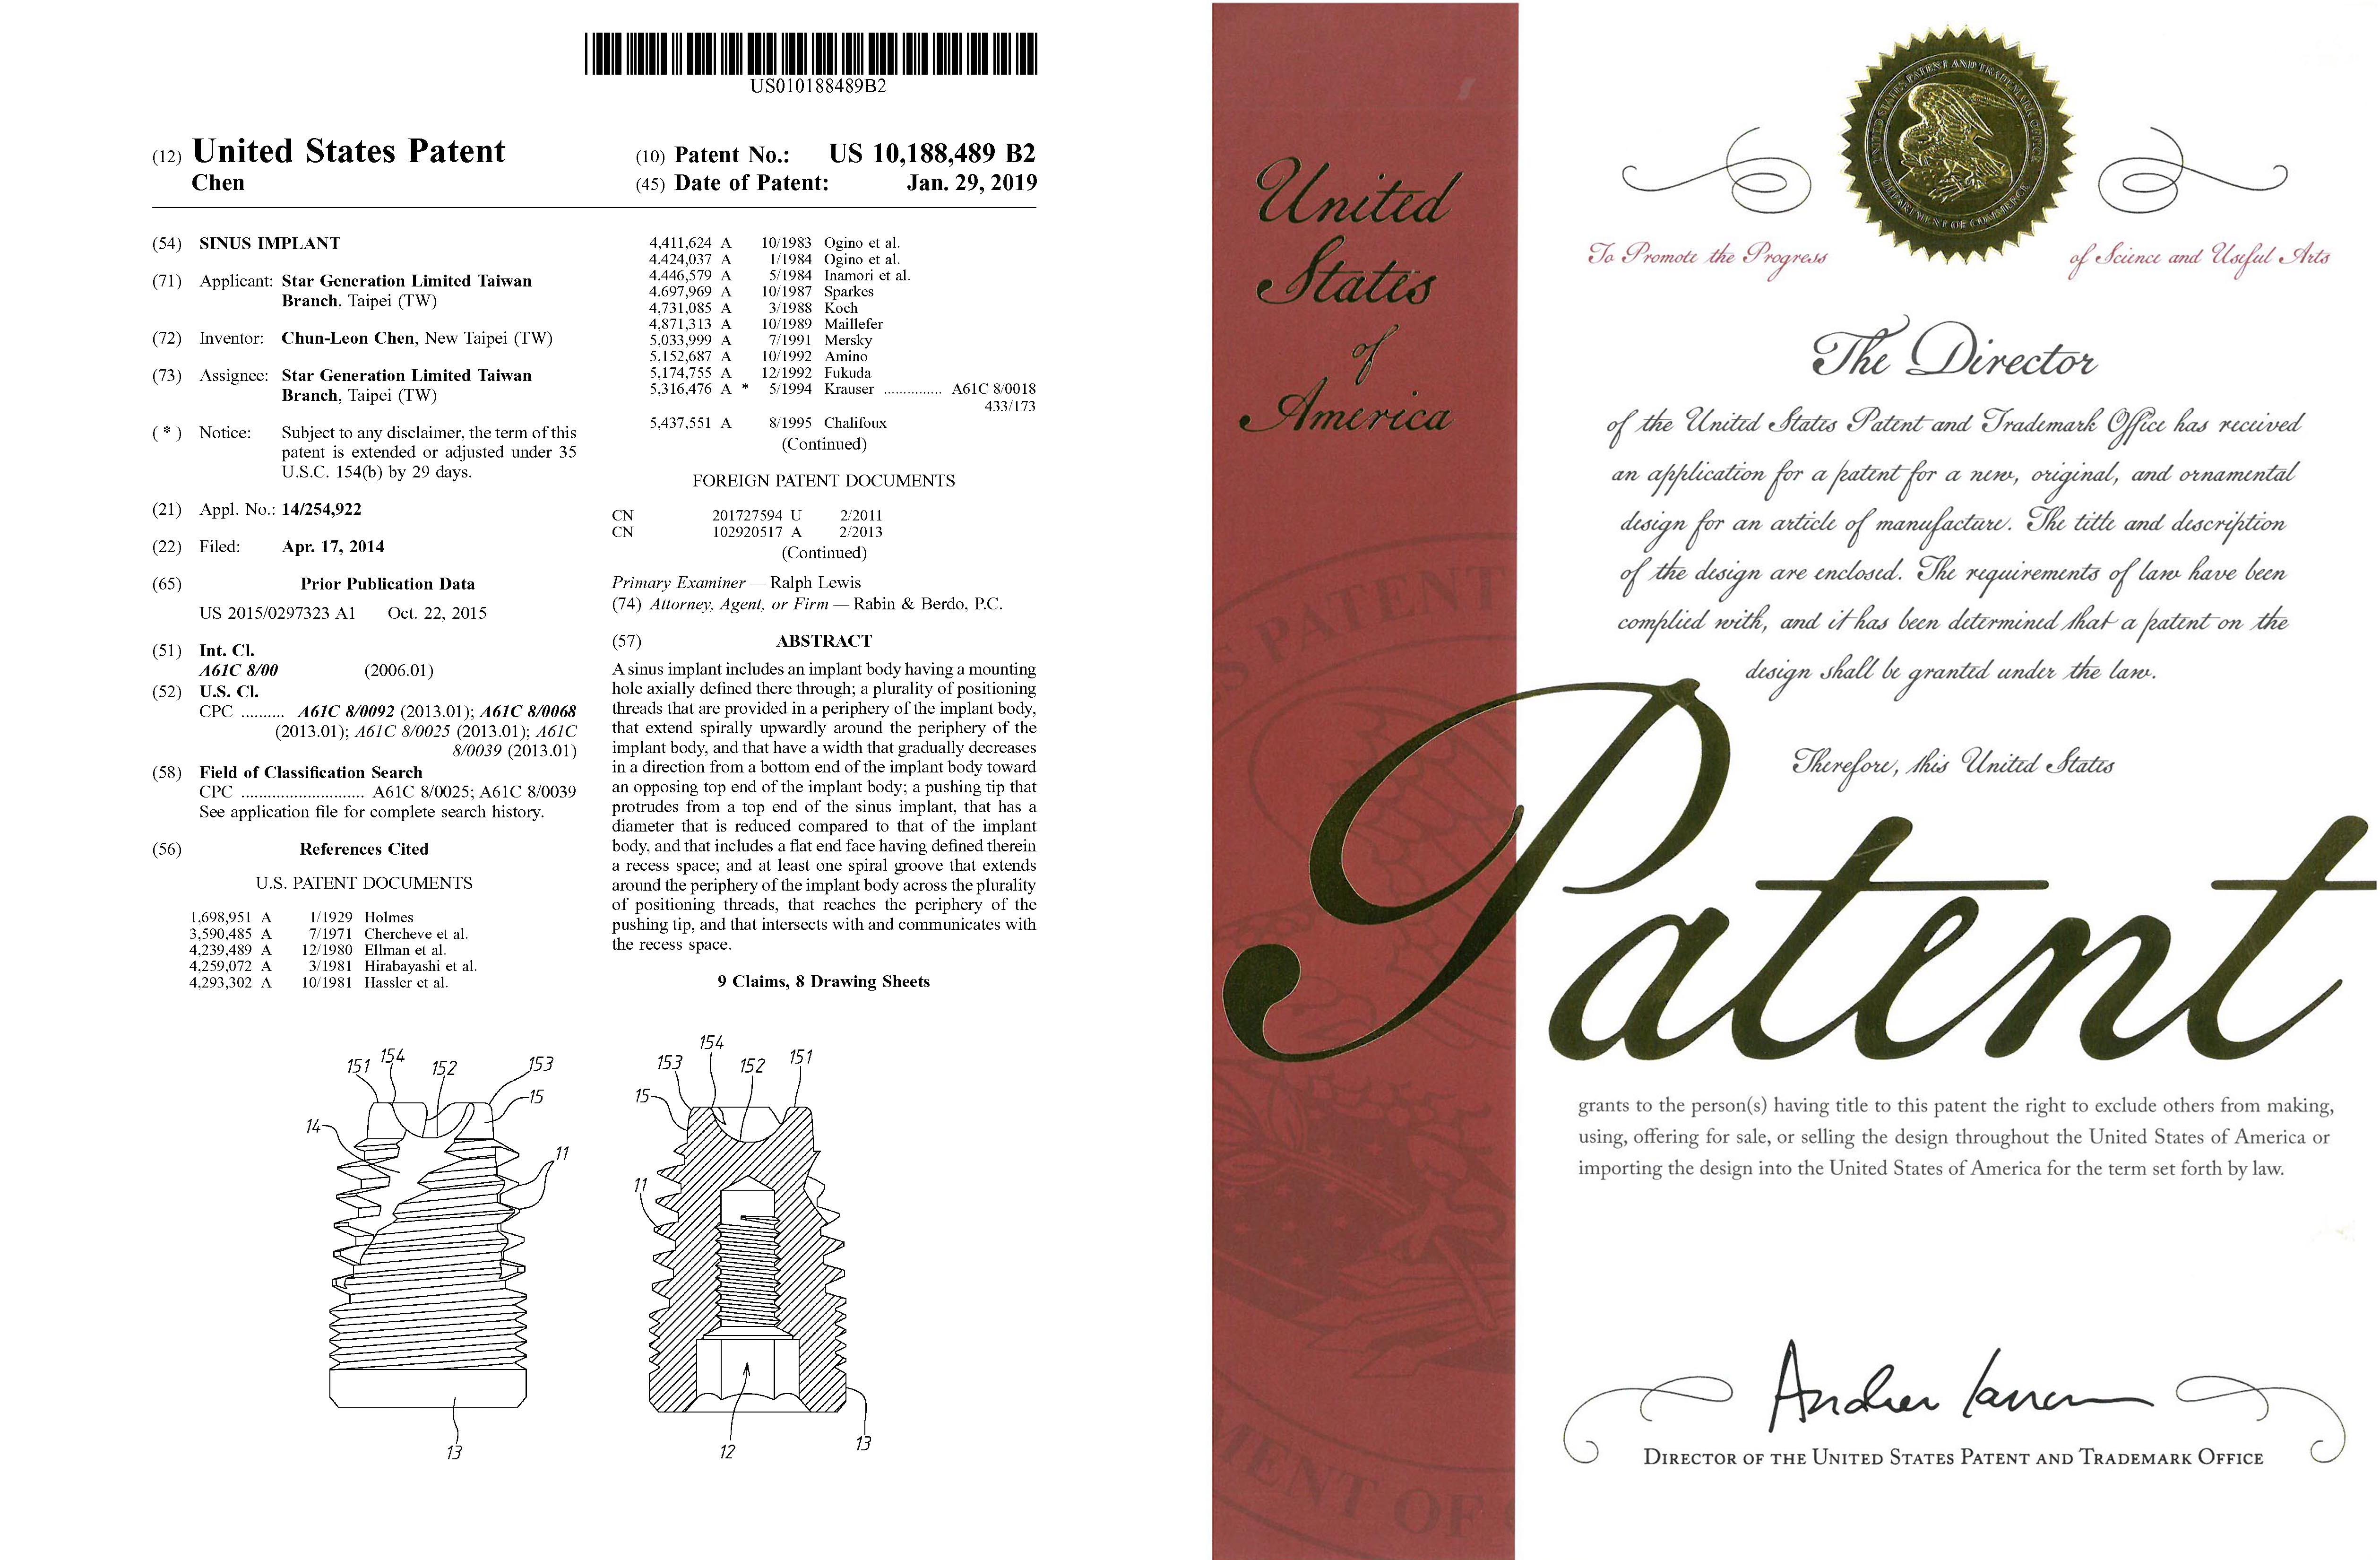 US010188489B2
(12) United States Patent
Chen
(10) Patent No.: US 10,188,489 B2
(45) Date of Patent: Jan. 29, 2019
(54) SINUS IMPLANT
(71) Applicant: Star Generation Limited Taiwan
Branch, Taipei (TW)
(72) Inventor: Chun-Leon Chen, New Taipei (TW)
(73) Assignee: Star Generation Limited Taiwan
Branch, Taipei (TW)
( * ) Notice: Subject to any disclaimer, the term of this
patent is extended or adjusted under 35
U.S.C. 154(b) by 29 days.
(21) Appl. No.: 14/254,922
(22) Filed: Apr. 17, 2014
(65) Prior Publication Data
US 2015/0297323 A1 Oct. 22, 2015
(51) Int. Cl.
A61C 8/00 (2006.01)
(52) U.S. Cl.
CPC .......... A61C 8/0092 (2013.01); A61C 8/0068
(2013.01); A61C 8/0025 (2013.01); A61C
8/0039 (2013.01)
(58) Field of Classification Search
CPC ............................ A61C 8/0025; A61C 8/0039
See application file for complete search history.
(56) References Cited
U.S. PATENT DOCUMENTS
1,698,951 A 1/1929 Holmes
3,590,485 A 7/1971 Chercheve et al.
4,239,489 A 12/1980 Ellman et al.
4,259,072 A 3/1981 Hirabayashi et al.
4,293,302 A 10/1981 Hassler et al.
4,411,624 A 10/1983 Ogino et al.
4,424,037 A 1/1984 Ogino et al.
4,446,579 A 5/1984 Inamori et al.
4,697,969 A 10/1987 Sparkes
4,731,085 A 3/1988 Koch
4,871,313 A 10/1989 Maillefer
5,033,999 A 7/1991 Mersky
5,152,687 A 10/1992 Amino
5,174,755 A 12/1992 Fukuda
5,316,476 A * 5/1994 Krauser ............... A61C 8/0018
433/173
5,437,551 A 8/1995 Chalifoux
(Continued)
FOREIGN PATENT DOCUMENTS
CN 201727594 U 2/2011
CN 102920517 A 2/2013
(Continued)
Primary Examiner — Ralph Lewis
(74) Attorney, Agent, or Firm — Rabin & Berdo, P.C.
(57) ABSTRACT
A sinus implant includes an implant body having a mounting
hole axially defined there through; a plurality of positioning
threads that are provided in a periphery of the implant body,
that extend spirally upwardly around the periphery of the
implant body, and that have a width that gradually decreases
in a direction from a bottom end of the implant body toward
an opposing top end of the implant body; a pushing tip that
protrudes from a top end of the sinus implant, that has a
diameter that is reduced compared to that of the implant
body, and that includes a flat end face having defined therein
a recess space; and at least one spiral groove that extends
around the periphery of the implant body across the plurality
of positioning threads, that reaches the periphery of the
pushing tip, and that intersects with and communicates with
the recess space.
9 Claims, 8 Drawing Sheets
151 154 152 153
15
14
11
13
153 154 152 151
15
11
12 13
United
States
of
America
UNITED STATES PATENT AND TRADEMARK OFFICE
DEPARTMENT OF COMMERCE
To Promote the Progress of Science and Useful Arts
The Director
of the United States Patent and Trademark Office has received
an application for a patent for a new, original, and ornamental
design for an article of manufacture. The title and description
of the design are enclosed. The requirements of law have been
complied with, and it has been determined that a patent on the
design shall be granted under the law.
Therefore, this United States
Patent
grants to the person(s) having title to this patent the right to exclude others from making,
using, offering for sale, or selling the design throughout the United States of America or
importing the design into the United States of America for the term set forth by law.
DIRECTOR OF THE UNITED STATES PATENT AND TRADEMARK OFFICE